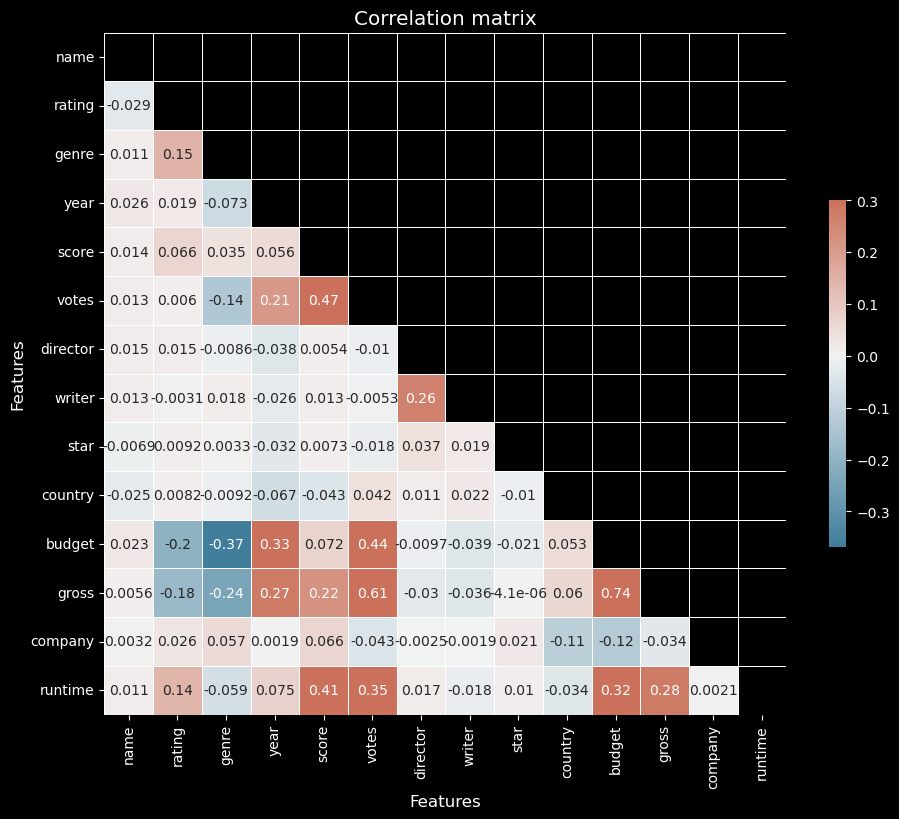 Correlation matrix
name
rating -0.029
genre 0.011 0.15
year 0.026 0.019 -0.073
score 0.014 0.066 0.035 0.056
votes 0.013 0.006 -0.14 0.21 0.47
director 0.015 0.015 -0.0086 -0.038 0.0054 -0.01
writer 0.013 -0.0031 0.018 -0.026 0.013 -0.0053 0.26
star -0.0069 0.0092 0.0033 -0.032 0.0073 -0.018 0.037 0.019
country -0.025 0.0082 -0.0092 -0.067 -0.043 0.042 0.011 0.022 -0.01
budget 0.023 -0.2 -0.37 0.33 0.072 0.44 -0.0097 -0.039 -0.021 0.053
gross 0.0056 -0.18 -0.24 0.27 0.22 0.61 -0.03 -0.036 -4.1e-06 0.06 0.74
company 0.0032 0.026 0.057 0.0019 0.066 -0.043 -0.0025 -0.0019 0.021 -0.11 -0.12 -0.034
runtime 0.011 0.14 -0.059 0.075 0.41 0.35 0.017 -0.018 0.01 -0.034 0.32 0.28 0.0021
name rating genre year score votes director writer star country budget gross company runtime
Features
Features
0.3
0.2
0.1
0.0
−0.1
−0.2
−0.3